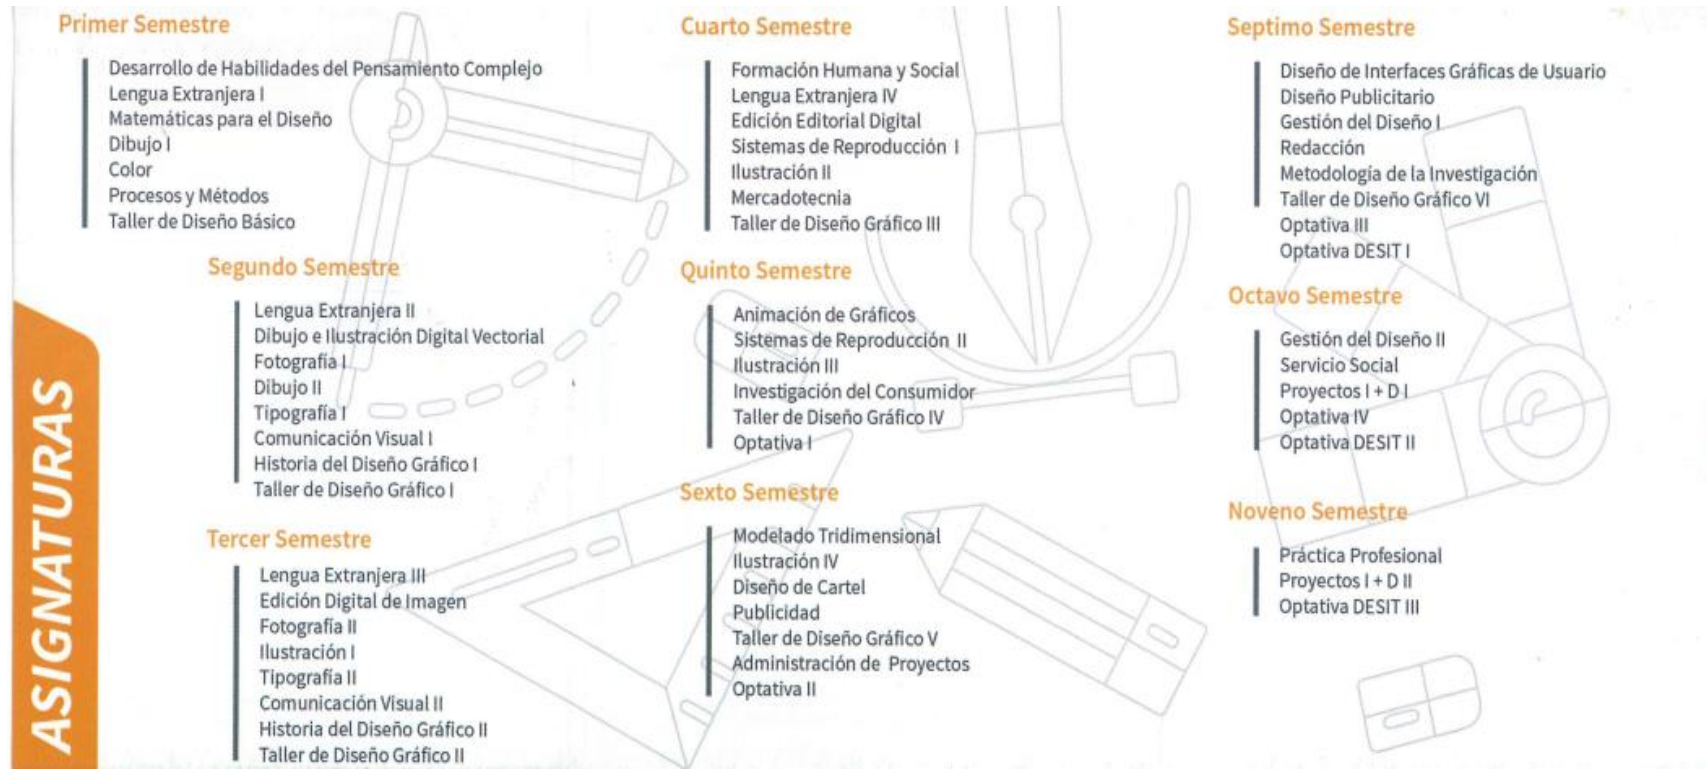 ASIGNATURAS
Primer Semestre
Desarrollo de Habilidades del Pensamiento Complejo
Lengua Extranjera I
Matemáticas para el Diseño
Dibujo I
Color
Procesos y Métodos
Taller de Diseño Básico
Segundo Semestre
Lengua Extranjera II
Dibujo e Ilustración Digital Vectorial
Fotografía I
Dibujo II
Tipografía I
Comunicación Visual I
Historia del Diseño Gráfico I
Taller de Diseño Gráfico I
Tercer Semestre
Lengua Extranjera III
Edición Digital de Imagen
Fotografía II
Ilustración I
Tipografía II
Comunicación Visual II
Historia del Diseño Gráfico II
Taller de Diseño Gráfico II
Cuarto Semestre
Formación Humana y Social
Lengua Extranjera IV
Edición Editorial Digital
Sistemas de Reproducción I
Ilustración II
Mercadotecnia
Taller de Diseño Gráfico III
Quinto Semestre
Animación de Gráficos
Sistemas de Reproducción II
Ilustración III
Investigación del Consumidor
Taller de Diseño Gráfico IV
Optativa I
Sexto Semestre
Modelado Tridimensional
Ilustración IV
Diseño de Cartel
Publicidad
Taller de Diseño Gráfico V
Administración de Proyectos
Optativa II
Septimo Semestre
Diseño de Interfaces Gráficas de Usuario
Diseño Publicitario
Gestión del Diseño I
Redacción
Metodología de la Investigación
Taller de Diseño Gráfico VI
Optativa III
Optativa DESIT I
Octavo Semestre
Gestión del Diseño II
Servicio Social
Proyectos I + D I
Optativa IV
Optativa DESIT II
Noveno Semestre
Práctica Profesional
Proyectos I + D II
Optativa DESIT III